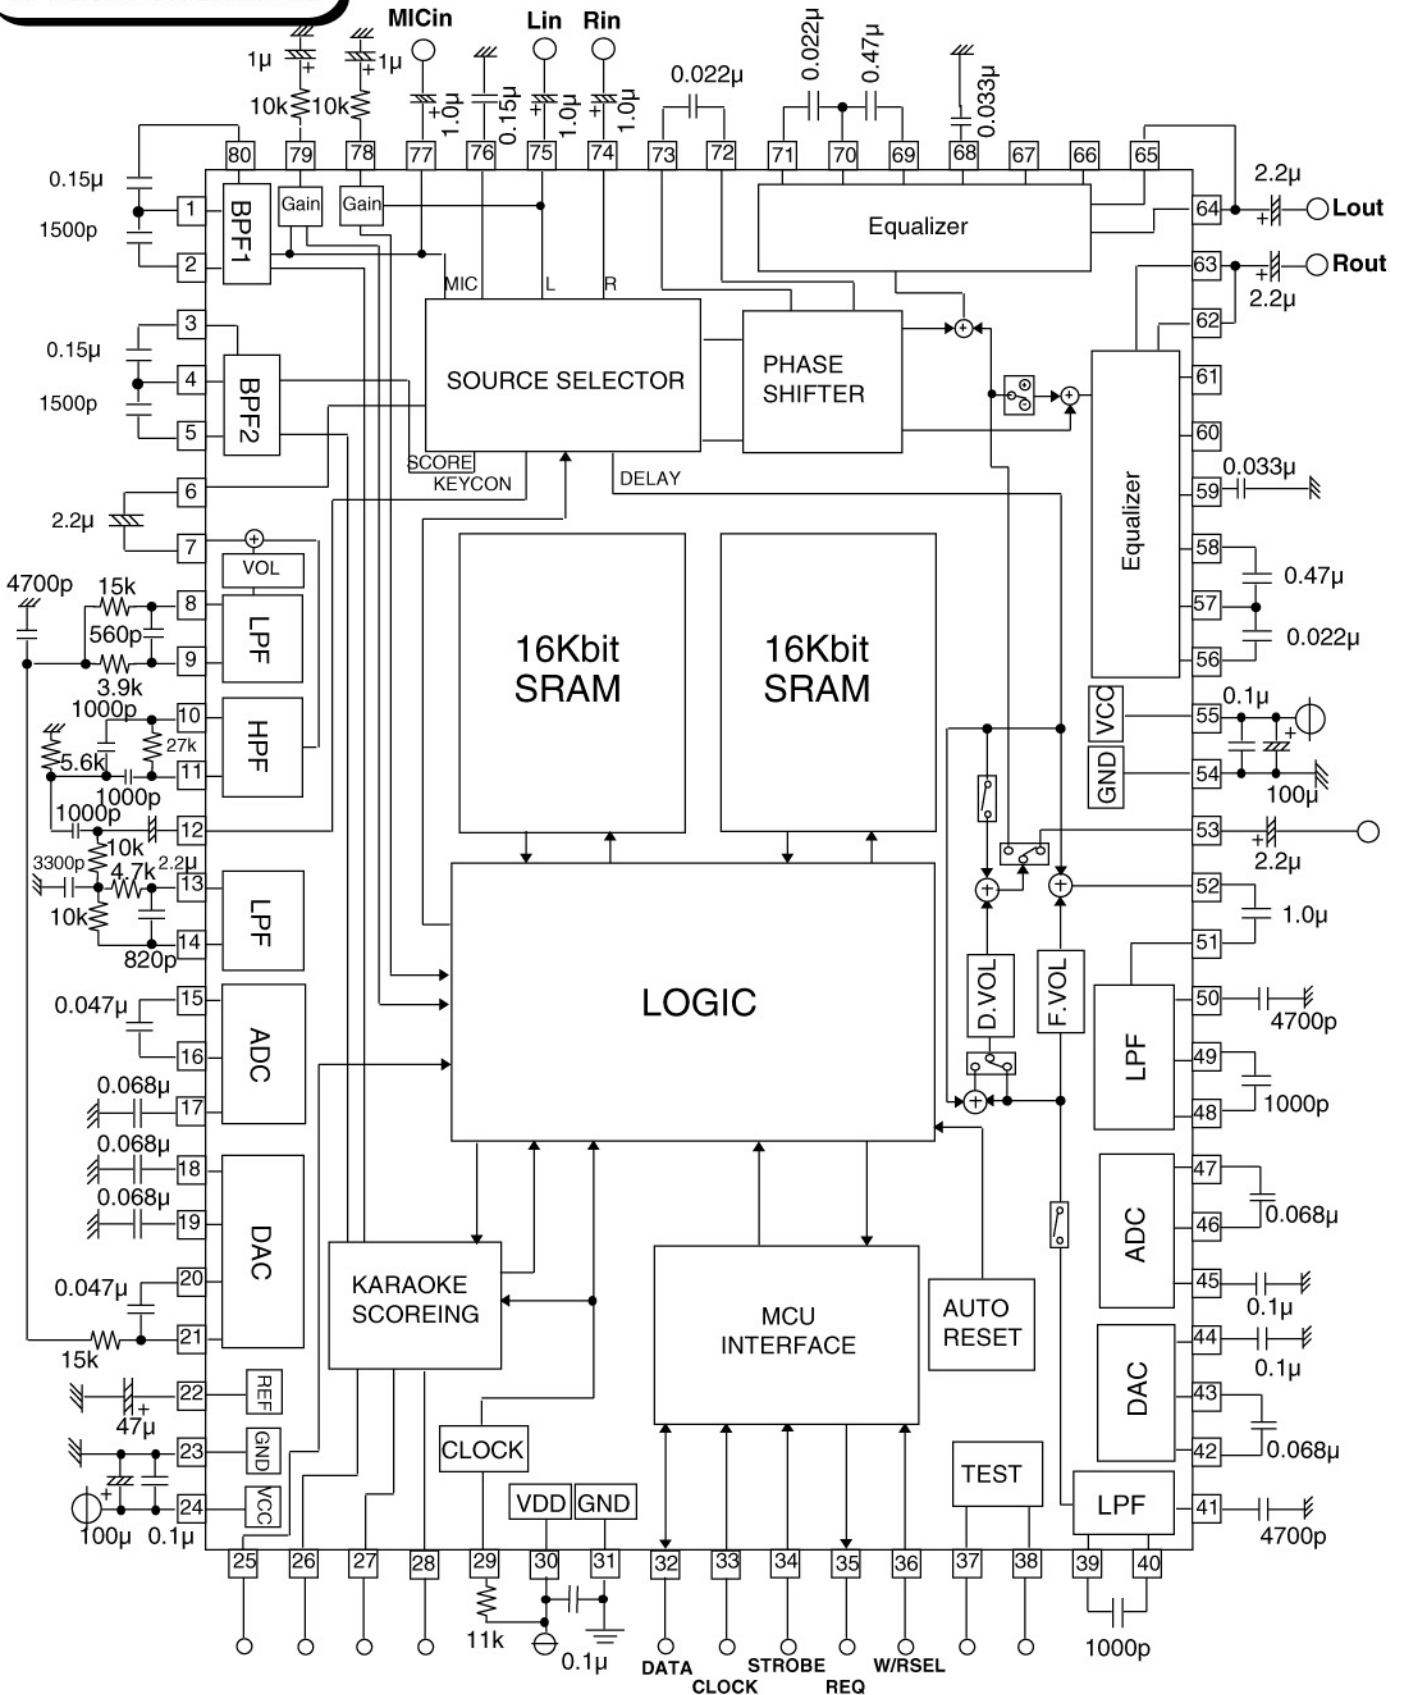 MICin
Lin
Rin
1µ
10k
1µ
10k
1.0µ
0.15µ
1.0µ
1.0µ
0.022µ
0.022µ
0.47µ
0.033µ
80
79
78
77
76
75
74
73
72
71
70
69
68
67
66
65
0.15µ
1500p
1
2
BPF1
Gain
Gain
MIC
L
R
Equalizer
64
2.2µ
Lout
63
Rout
2.2µ
62
0.15µ
1500p
3
4
5
BPF2
SOURCE SELECTOR
PHASE
SHIFTER
61
60
SCORE
KEYCON
DELAY
0.033µ
59
6
2.2µ
7
+
VOL
Equalizer
58
0.47µ
57
0.022µ
56
4700p
15k
8
560p
9
3.9k
LPF
16Kbit
SRAM
16Kbit
SRAM
1000p
10
27k
5.6k
11
1000p
HPF
VCC
55
0.1µ
+
GND
54
100µ
1000p
12
10k
2.2µ
3300p
4.7k
13
10k
14
820p
LPF
53
+
2.2µ
52
1.0µ
51
LOGIC
D.VOL
F.VOL
0.047µ
15
16
ADC
0.068µ
17
LPF
50
4700p
49
1000p
48
0.068µ
18
0.068µ
19
0.047µ
20
21
15k
DAC
47
0.068µ
46
ADC
45
0.1µ
KARAOKE
SCOREING
MCU
INTERFACE
AUTO
RESET
44
0.1µ
DAC
43
0.068µ
42
22
REF
47µ
23
GND
24
VCC
100µ
0.1µ
CLOCK
VDD
GND
TEST
LPF
41
4700p
25
26
27
28
29
30
31
32
33
34
35
36
37
38
39
40
11k
0.1µ
DATA
CLOCK
STROBE
REQ
W/RSEL
1000p